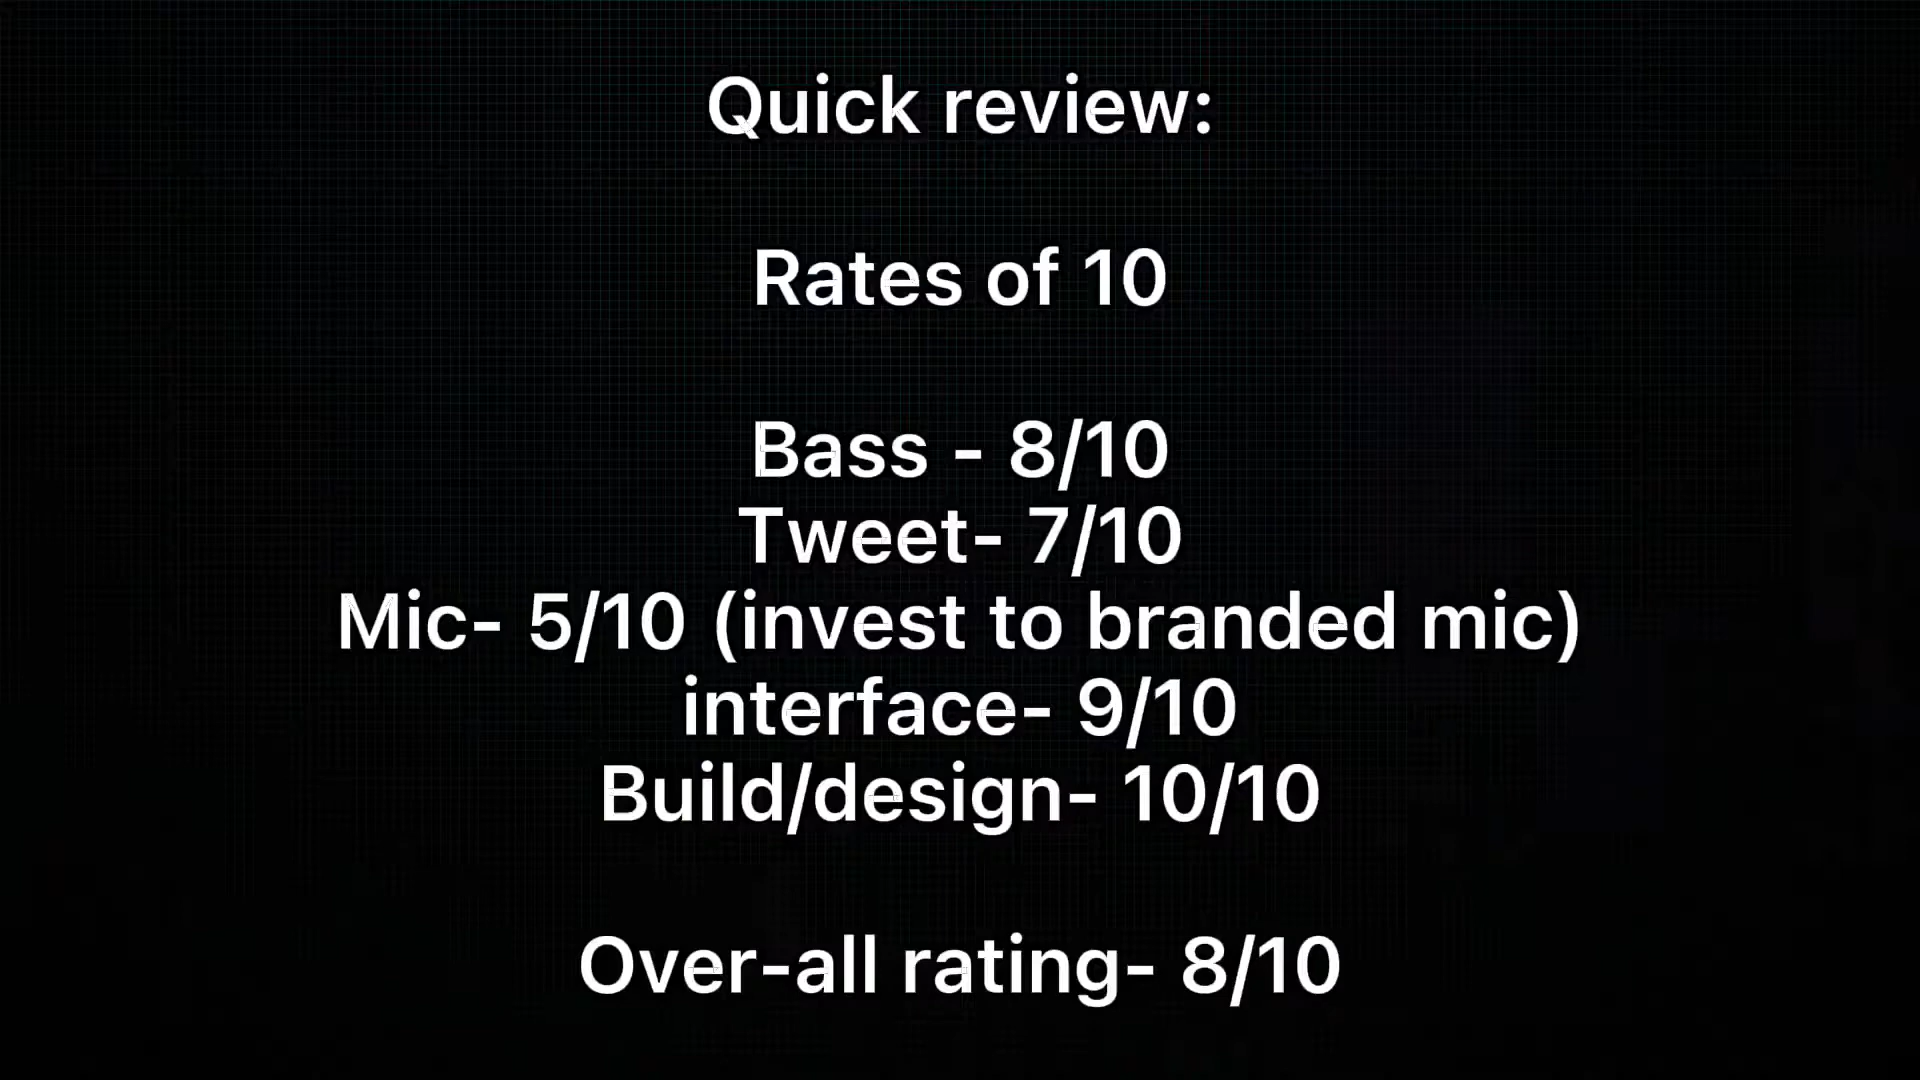 Quick review:
Rates of 10
Bass - 8/10
Tweet- 7/10
Mic- 5/10 (invest to branded mic)
interface- 9/10
Build/design- 10/10
Over-all rating- 8/10